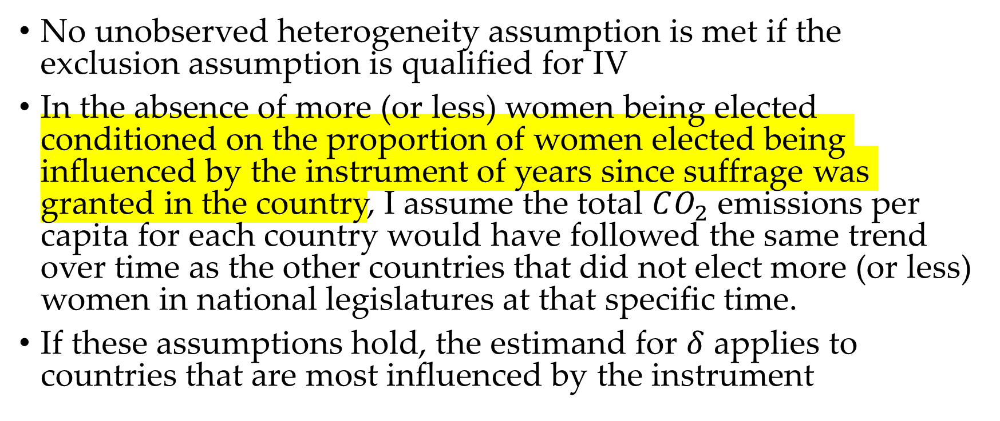 • No unobserved heterogeneity assumption is met if the
exclusion assumption is qualified for IV
• In the absence of more (or less) women being elected
conditioned on the proportion of women elected being
influenced by the instrument of years since suffrage was
granted in the country, I assume the total 𝐶𝑂₂ emissions per
capita for each country would have followed the same trend
over time as the other countries that did not elect more (or less)
women in national legislatures at that specific time.
• If these assumptions hold, the estimand for 𝛿 applies to
countries that are most influenced by the instrument